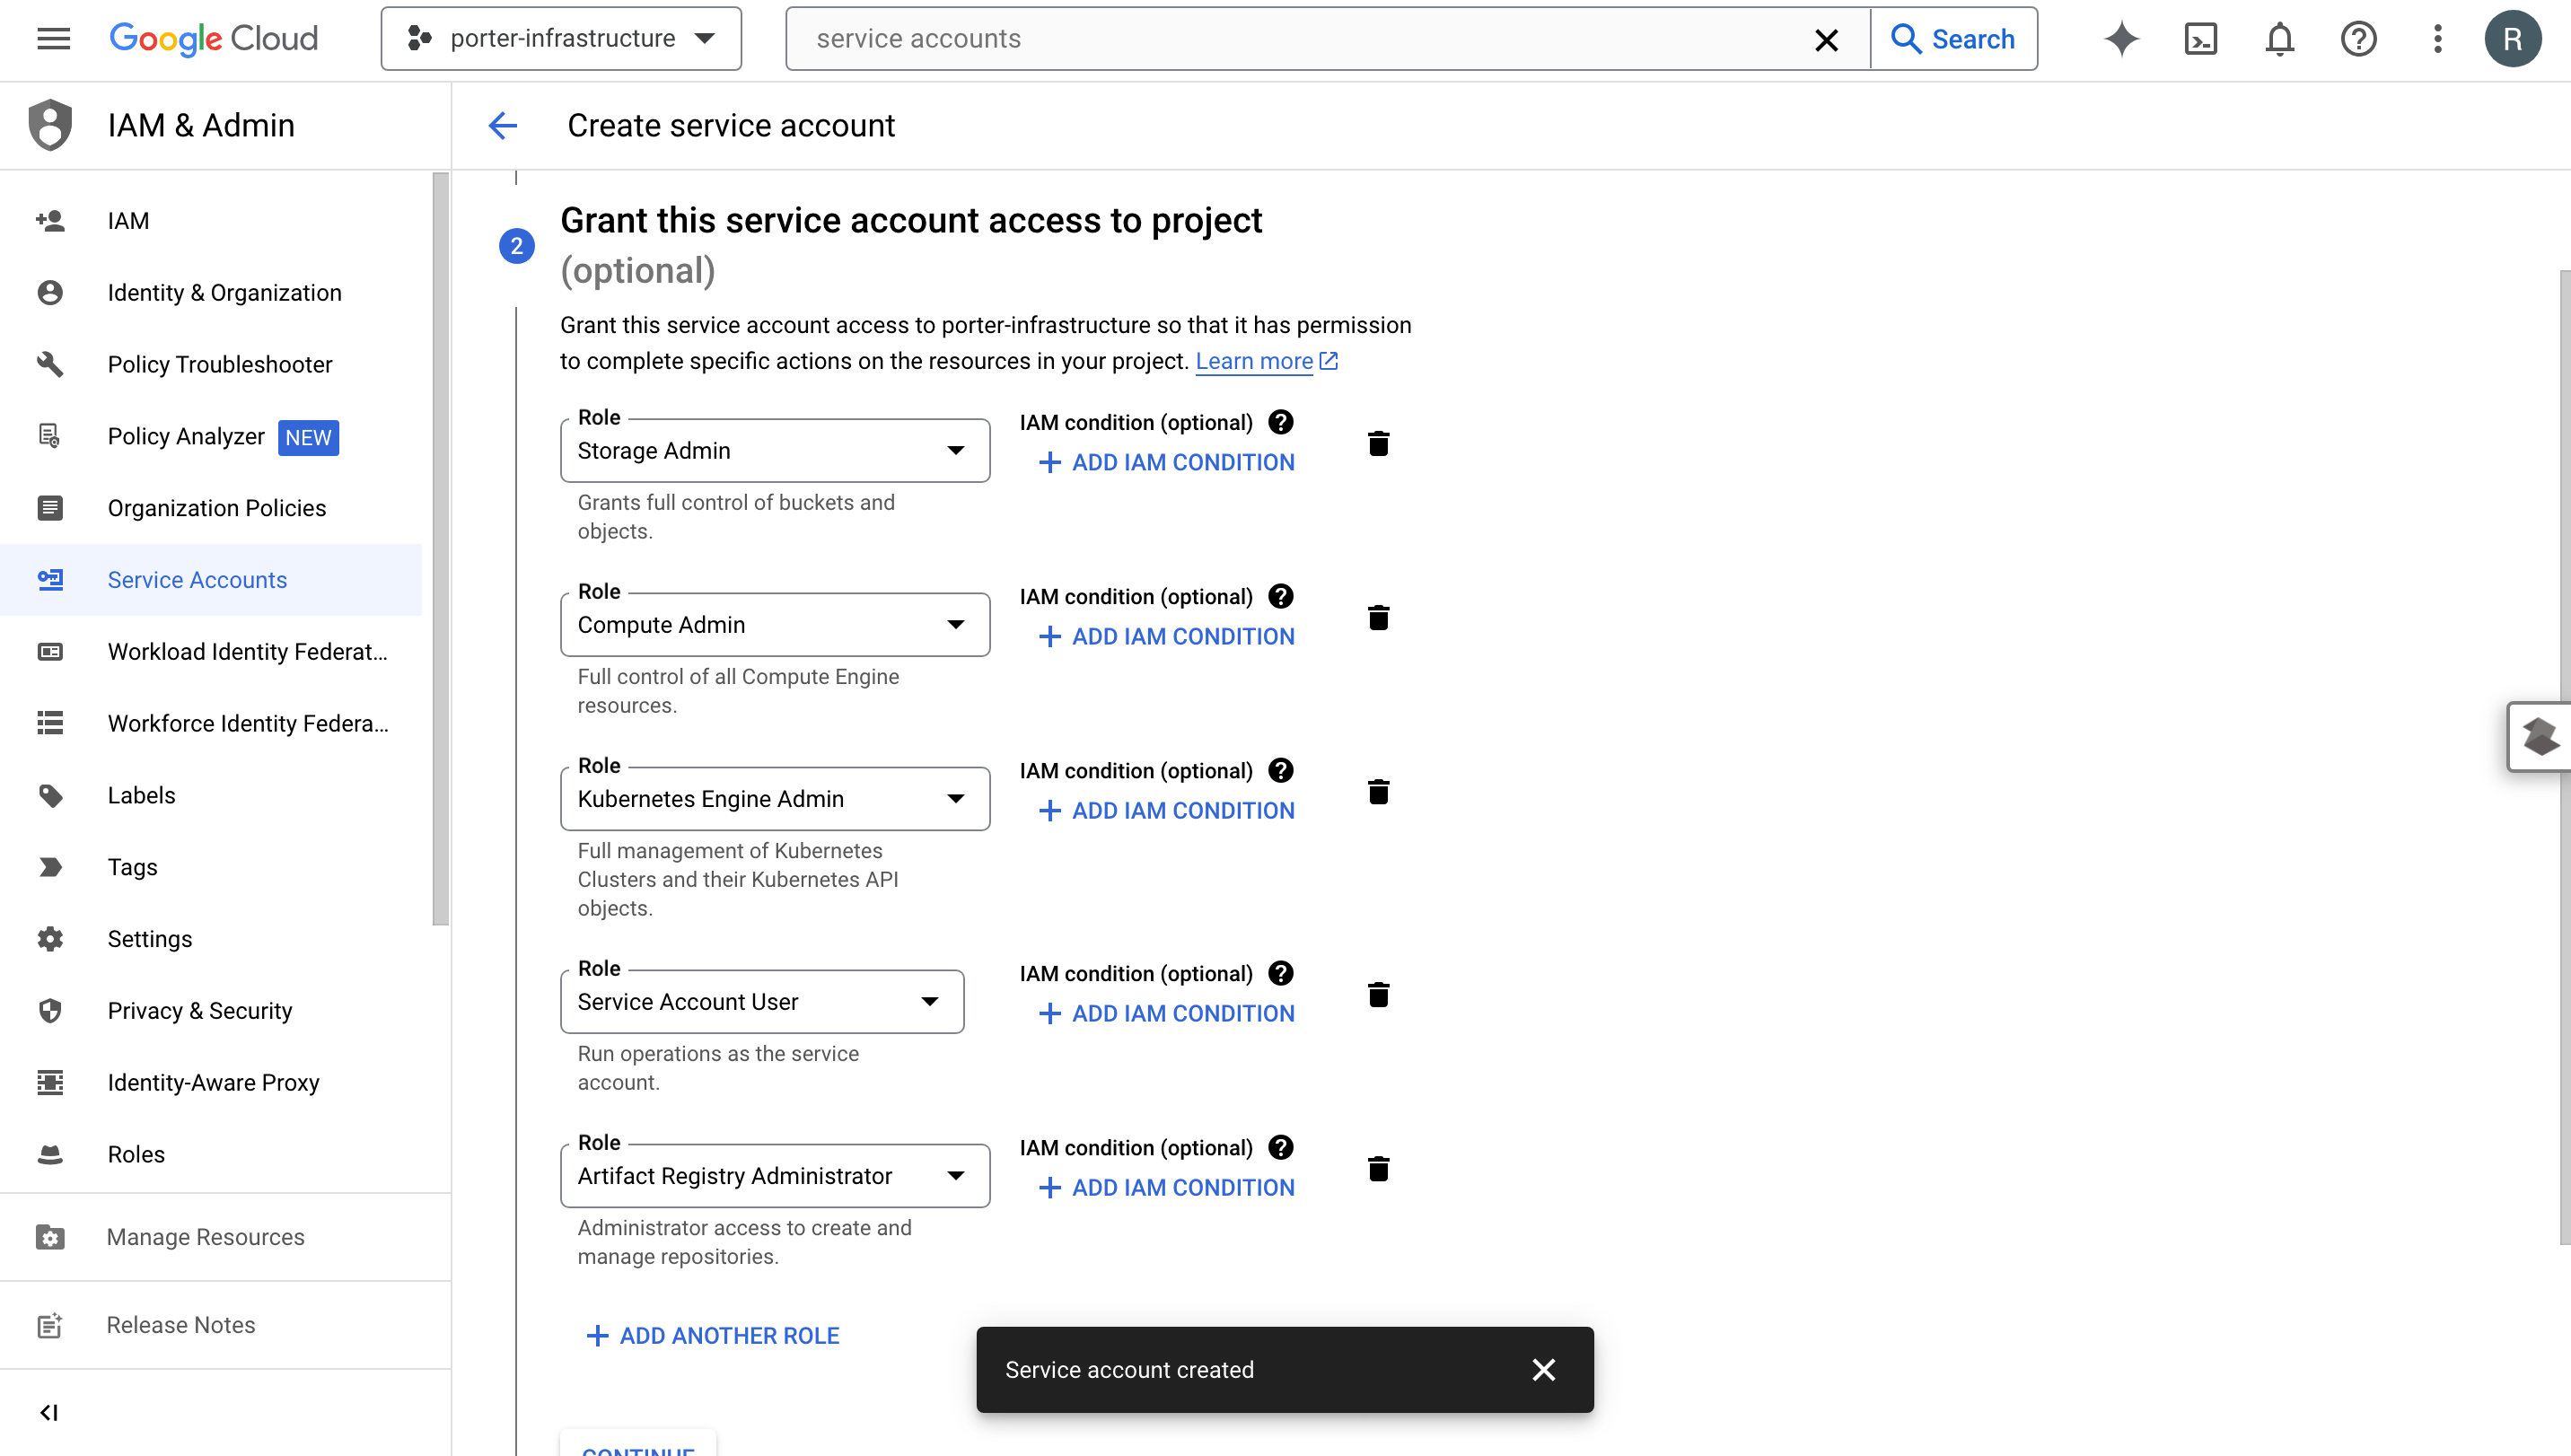 Google Cloud
porter-infrastructure
service accounts
Search
R
IAM & Admin
Create service account
IAM
Identity & Organization
Policy Troubleshooter
Policy Analyzer NEW
Organization Policies
Service Accounts
Workload Identity Federat...
Workforce Identity Federa...
Labels
Tags
Settings
Privacy & Security
Identity-Aware Proxy
Roles
Manage Resources
Release Notes
2
Grant this service account access to project
(optional)
Grant this service account access to porter-infrastructure so that it has permission
to complete specific actions on the resources in your project. Learn more
Role
Storage Admin
Grants full control of buckets and
objects.
IAM condition (optional)
ADD IAM CONDITION
Role
Compute Admin
Full control of all Compute Engine
resources.
IAM condition (optional)
ADD IAM CONDITION
Role
Kubernetes Engine Admin
Full management of Kubernetes
Clusters and their Kubernetes API
objects.
IAM condition (optional)
ADD IAM CONDITION
Role
Service Account User
Run operations as the service
account.
IAM condition (optional)
ADD IAM CONDITION
Role
Artifact Registry Administrator
Administrator access to create and
manage repositories.
IAM condition (optional)
ADD IAM CONDITION
ADD ANOTHER ROLE
Service account created
CONTINUE